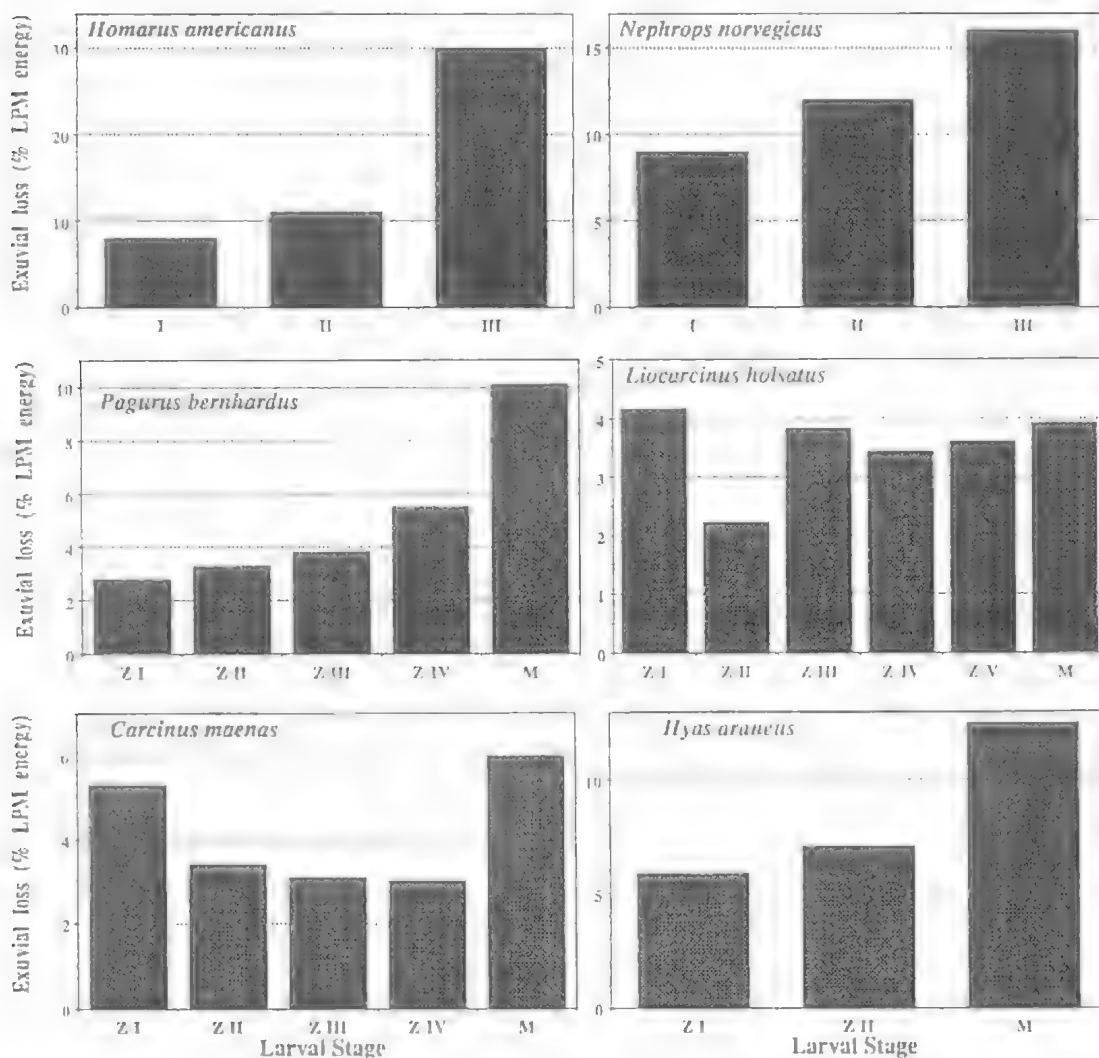 Exuvial loss (% LPM energy)
Homarus americanus
30
20
10
0
I II III
Nephrops norvegicus
15
10
5
0
I II III
Exuvial loss (% LPM energy)
Pagurus bernhardus
10
8
6
4
2
0
Z I Z II Z III Z IV M
Liocarcinus holsatus
5
4
3
2
1
0
Z I Z II Z III Z IV Z V M
Exuvial loss (% LPM energy)
Carcinus maenas
6
4
2
0
Z I Z II Z III Z IV M
Larval Stage
Hyas araneus
10
5
0
Z I Z II M
Larval Stage